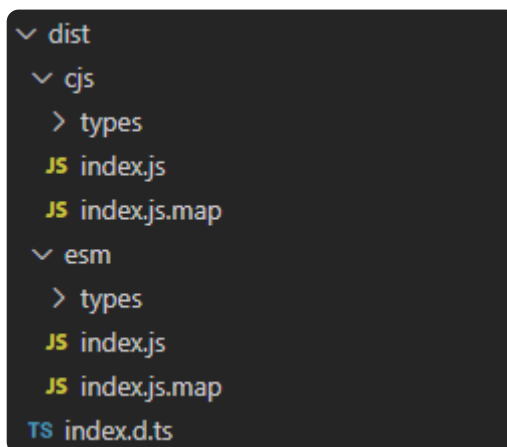 dist
cjs
types
JS index.js
JS index.js.map
esm
types
JS index.js
JS index.js.map
TS index.d.ts